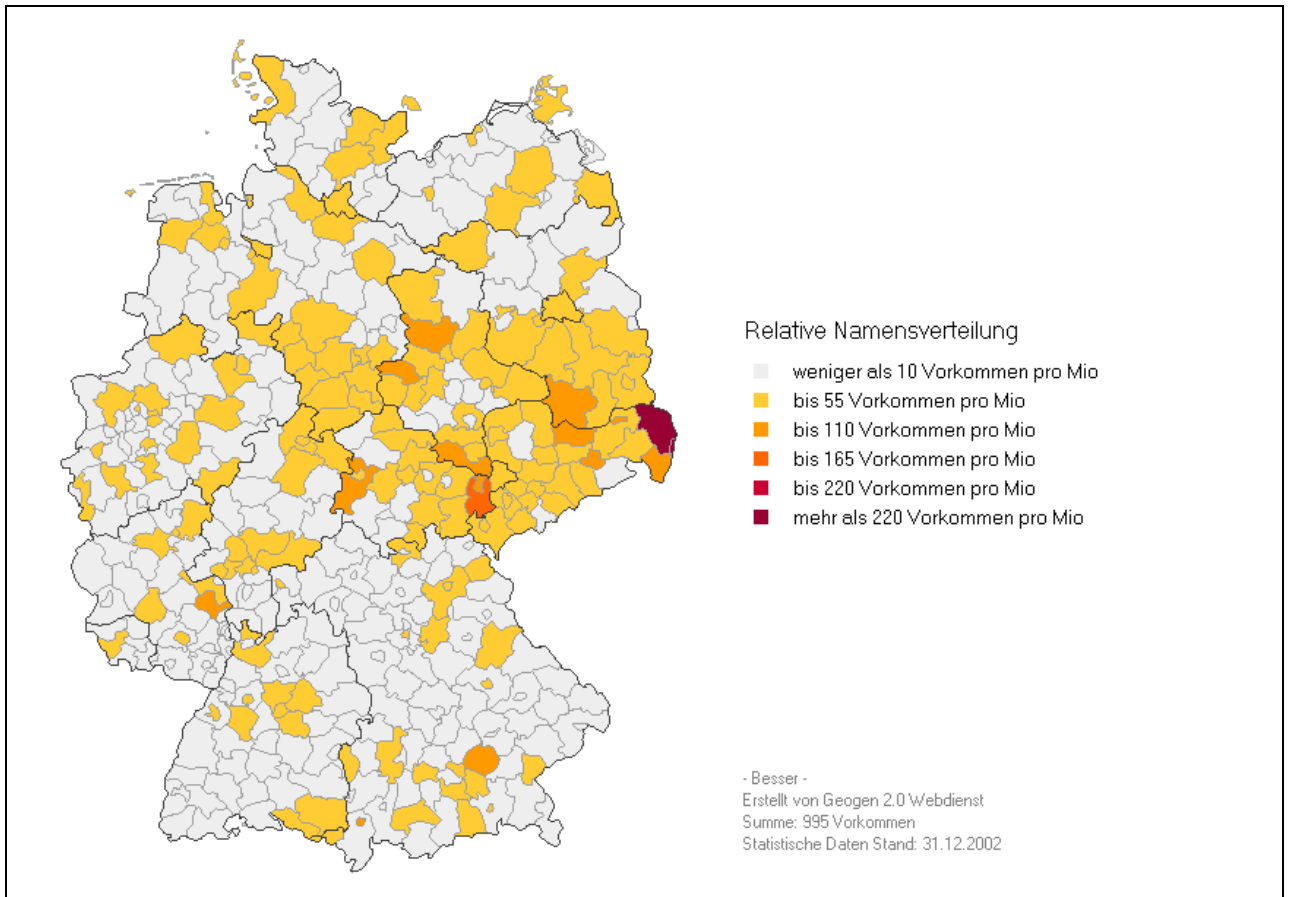 Relative Namensverteilung
weniger als 10 Vorkommen pro Mio
bis 55 Vorkommen pro Mio
bis 110 Vorkommen pro Mio
bis 165 Vorkommen pro Mio
bis 220 Vorkommen pro Mio
mehr als 220 Vorkommen pro Mio
- Besser -
Erstellt von Geogen 2.0 Webdienst
Summe: 995 Vorkommen
Statistische Daten Stand: 31.12.2002